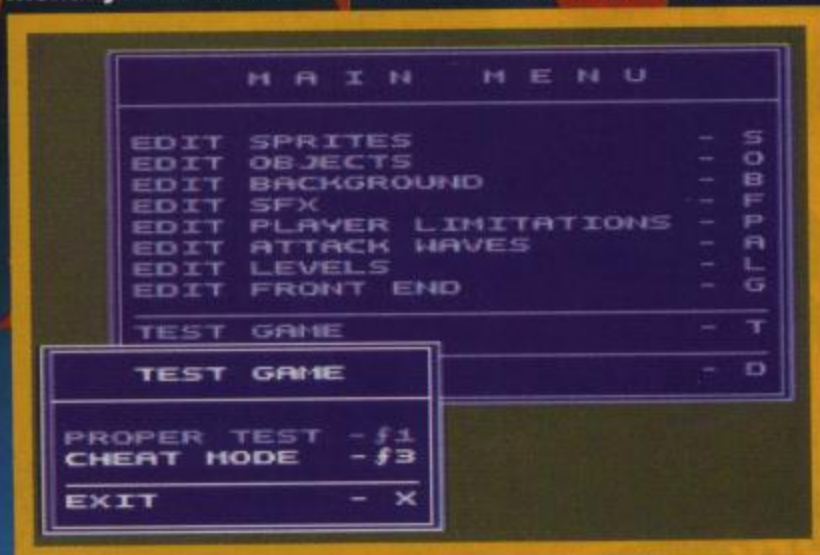 MAIN MENU
EDIT SPRITES - S
EDIT OBJECTS - O
EDIT BACKGROUND - B
EDIT SFX - F
EDIT PLAYER LIMITATIONS - P
EDIT ATTACK WAVES - A
EDIT LEVELS - L
EDIT FRONT END - G
TEST GAME - T
- D
TEST GAME
PROPER TEST - f1
CHEAT MODE - f3
EXIT - X